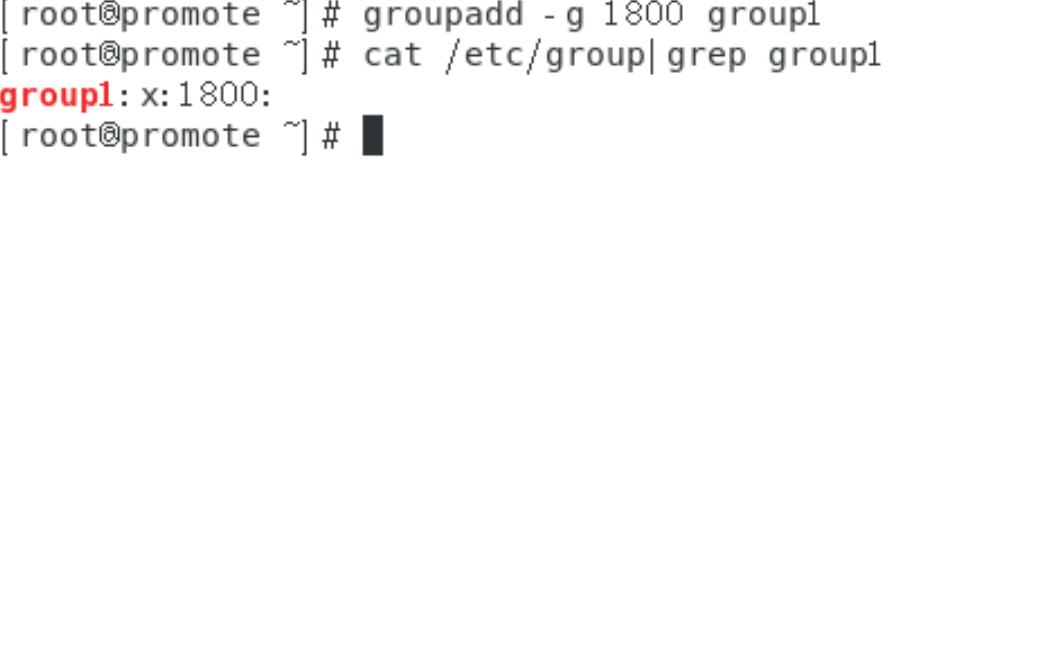 [root@promote ~]# groupadd -g 1800 group1
[root@promote ~]# cat /etc/group|grep group1
group1:x:1800:
[root@promote ~]#